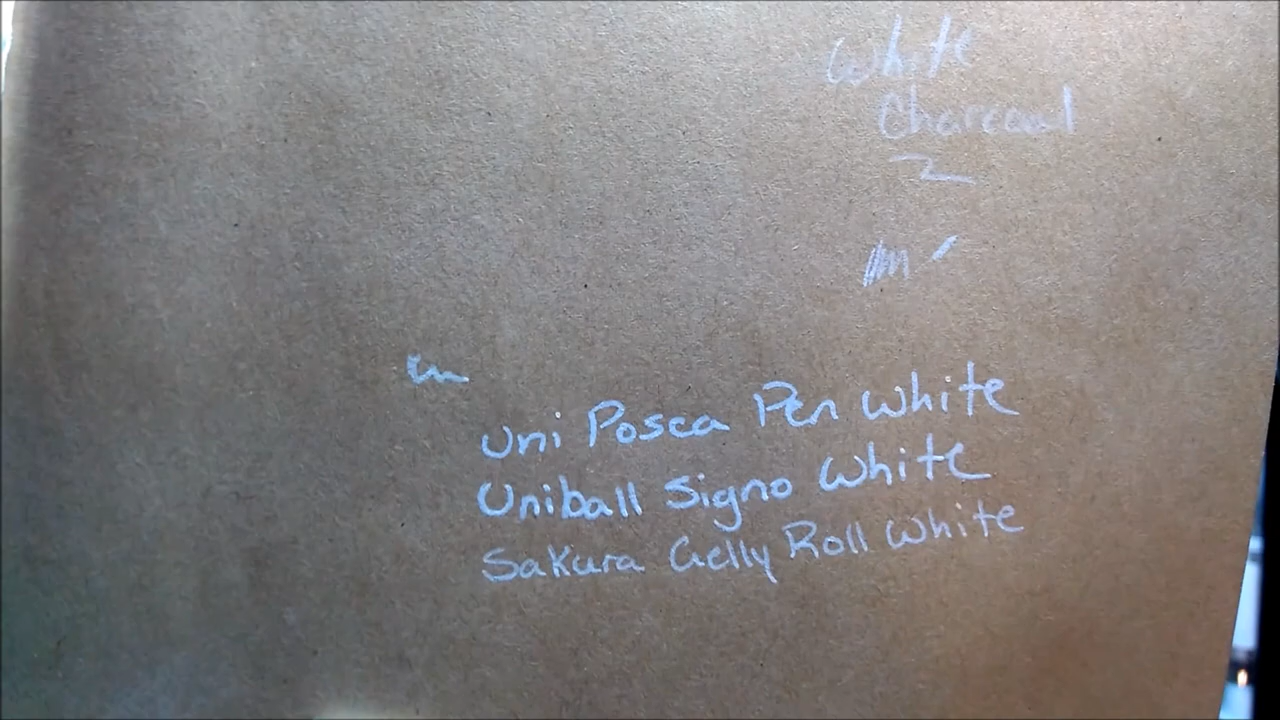 White
Charcoal
Uni Posca Pen White
Uniball Signo White
Sakura Gelly Roll White